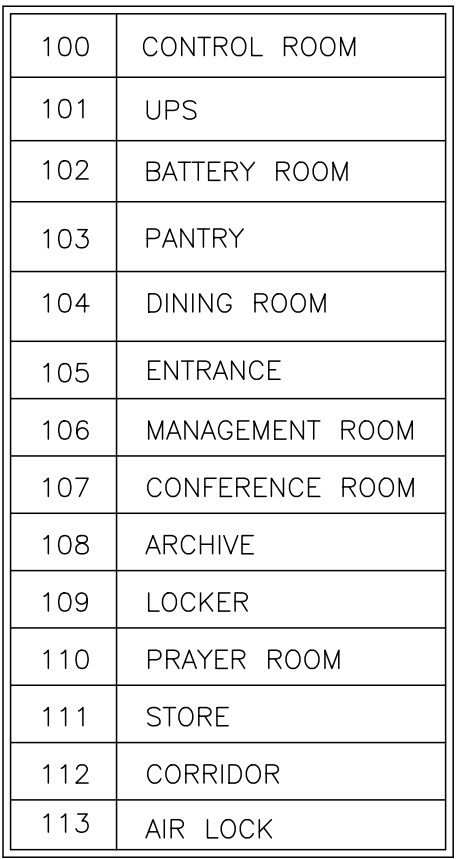 100 CONTROL ROOM
101 UPS
102 BATTERY ROOM
103 PANTRY
104 DINING ROOM
105 ENTRANCE
106 MANAGEMENT ROOM
107 CONFERENCE ROOM
108 ARCHIVE
109 LOCKER
110 PRAYER ROOM
111 STORE
112 CORRIDOR
113 AIR LOCK